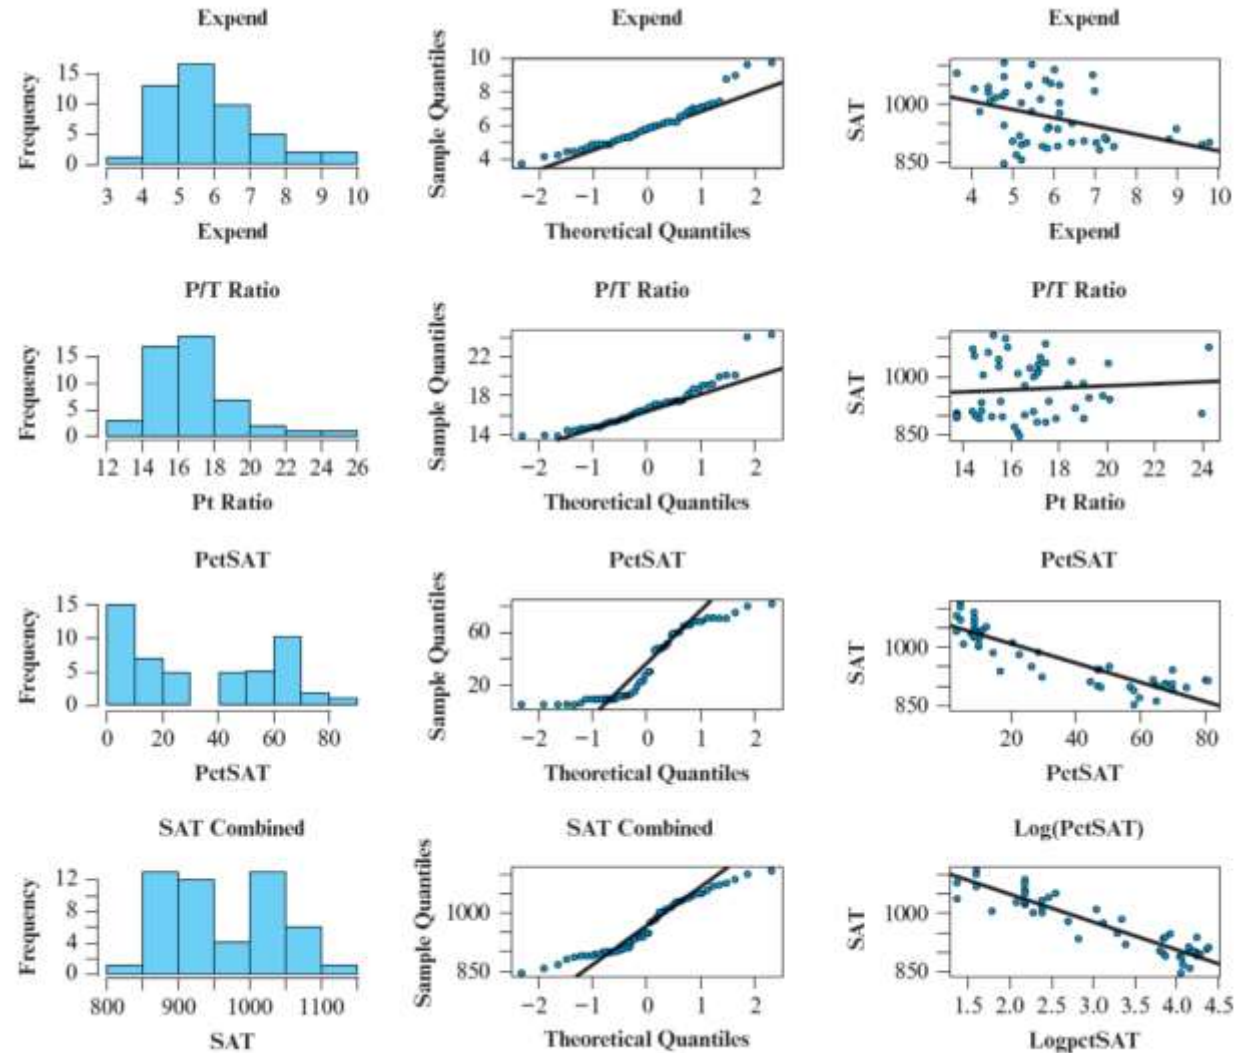 Expend
Frequency
15
10
5
0
3 4 5 6 7 8 9 10
Expend
Expend
Sample Quantiles
10
8
6
4
−2 −1 0 1 2
Theoretical Quantiles
Expend
SAT
1000
850
4 5 6 7 8 9 10
Expend
P/T Ratio
Frequency
15
10
5
0
12 14 16 18 20 22 24 26
Pt Ratio
P/T Ratio
Sample Quantiles
22
18
14
−2 −1 0 1 2
Theoretical Quantiles
P/T Ratio
SAT
1000
850
14 16 18 20 22 24
Pt Ratio
PctSAT
Frequency
15
10
5
0
0 20 40 60 80
PctSAT
PctSAT
Sample Quantiles
60
20
−2 −1 0 1 2
Theoretical Quantiles
PctSAT
SAT
1000
850
20 40 60 80
PctSAT
SAT Combined
Frequency
12
8
4
0
800 900 1000 1100
SAT
SAT Combined
Sample Quantiles
1000
850
−2 −1 0 1 2
Theoretical Quantiles
Log(PctSAT)
SAT
1000
850
1.5 2.0 2.5 3.0 3.5 4.0 4.5
LogpctSAT